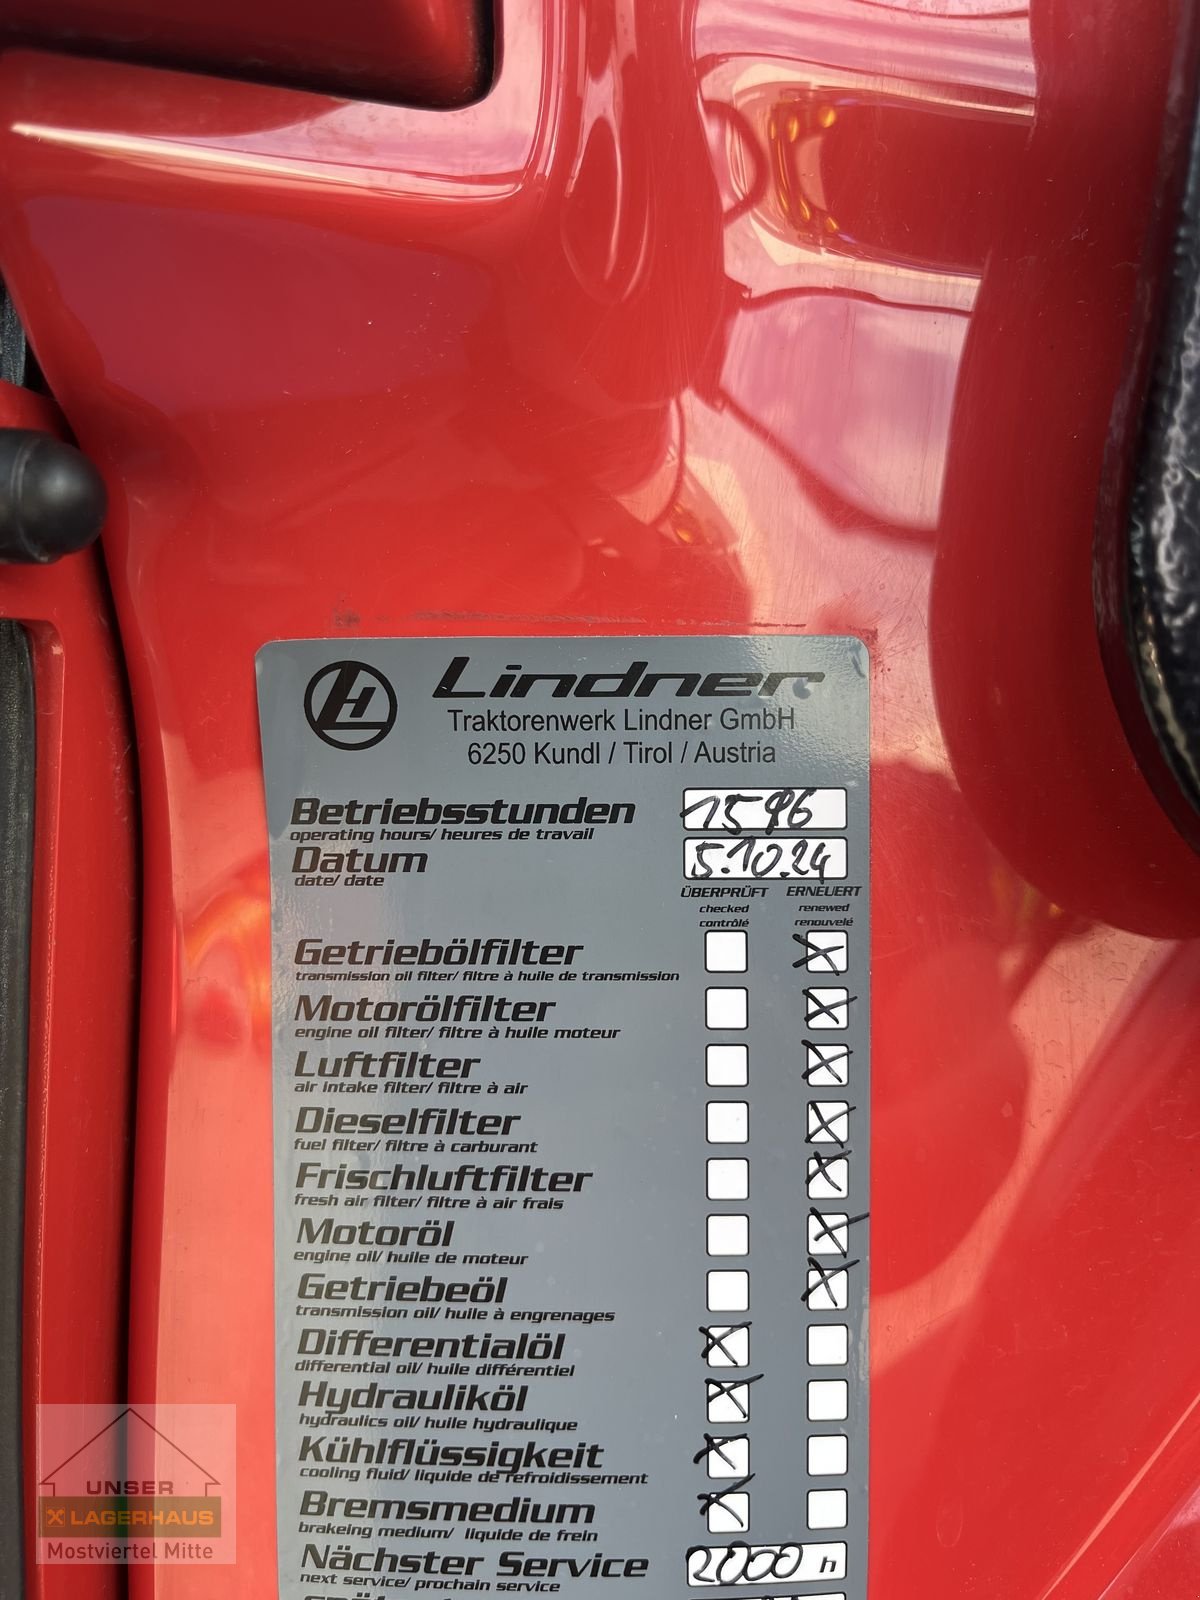 Lindner
Traktorenwerk Lindner GmbH
6250 Kundl / Tirol / Austria
Betriebsstunden 1596
operating hours/ heures de travail
Datum 5.10.24
date/ date
ÜBERPRÜFT ERNEUERT
checked renewed
contrôlé renouvelé
Getriebölfilter
transmission oil filter/ filtre à huile de transmission
Motorölfilter
engine oil filter/ filtre à huile moteur
Luftfilter
air intake filter/ filtre à air
Dieselfilter
fuel filter/ filtre à carburant
Frischluftfilter
fresh air filter/ filtre à air frais
Motoröl
engine oil/ huile de moteur
Getriebeöl
transmission oil/ huile à engrenages
Differentialöl
differential oil/ huile différentiel
Hydrauliköl
hydraulics oil/ huile hydraulique
Kühlflüssigkeit
cooling fluid/ liquide de refroidissement
Bremsmedium
brakeing medium/ liquide de frein
Nächster Service 2000 h
next service/ prochain service
UNSER
LAGERHAUS
Mostviertel Mitte